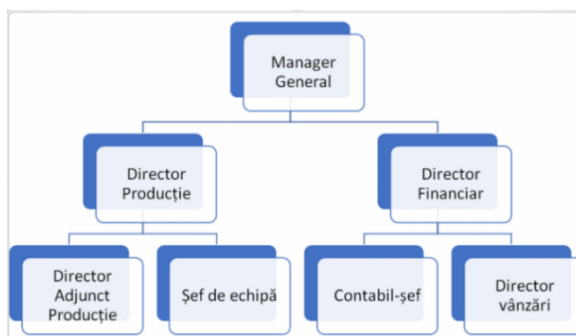 Manager
General
Director
Producție
Director
Financiar
Director
Adjunct
Producție
Șef de echipă
Contabil-șef
Director
vânzări